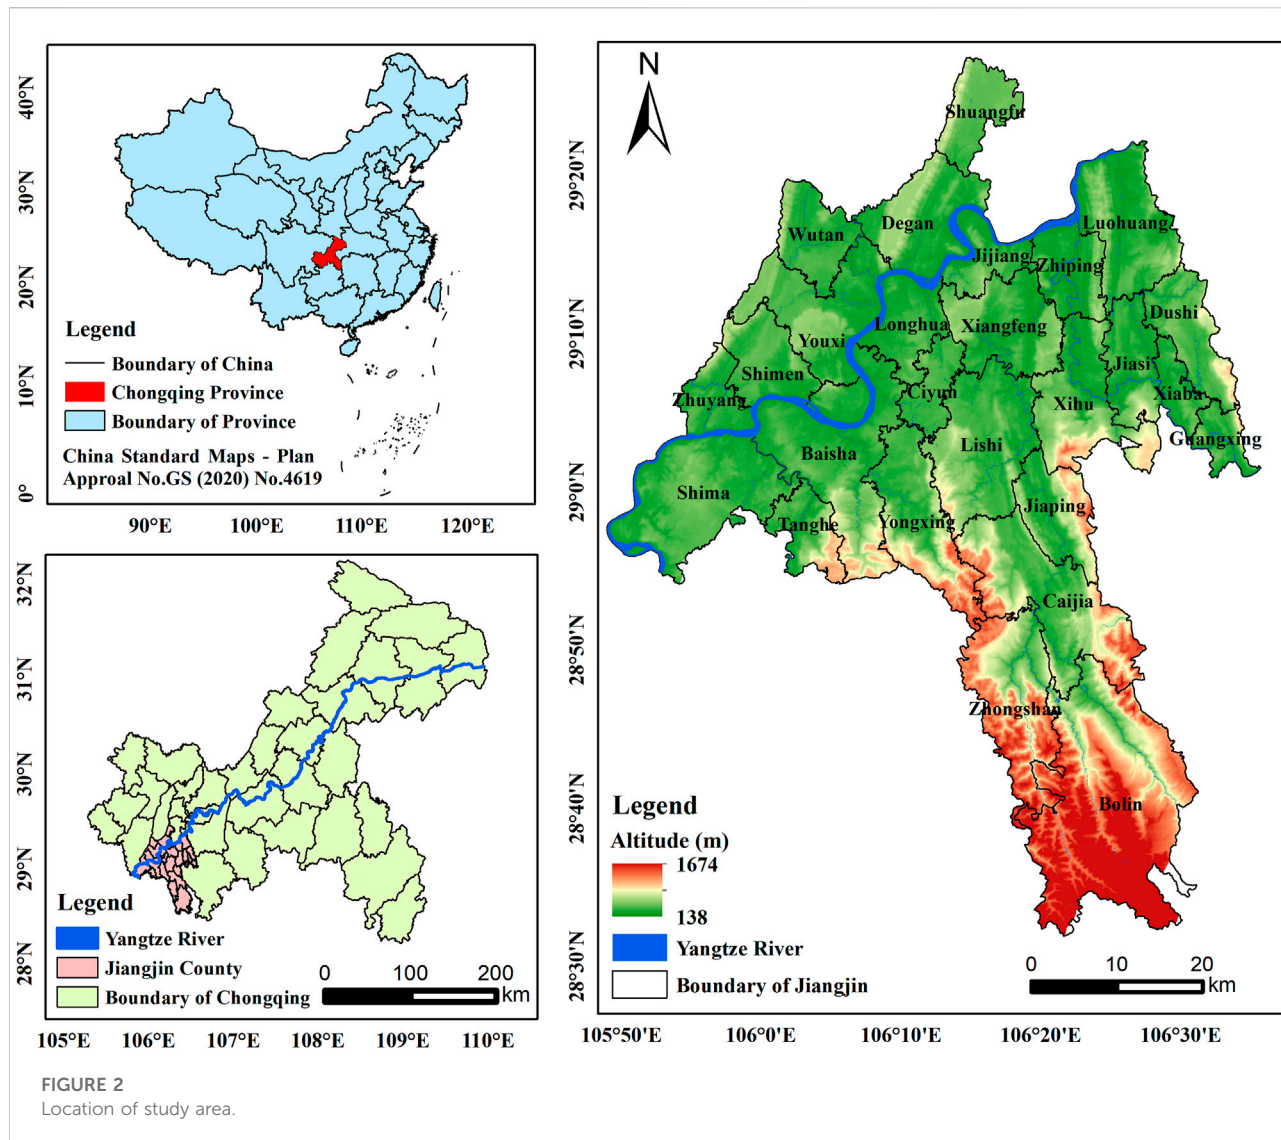 40°N
30°N
20°N
10°N
0°
90°E
100°E
110°E
120°E
Legend
Boundary of China
Chongqing Province
Boundary of Province
China Standard Maps - Plan
Approal No.GS (2020) No.4619
32°N
31°N
30°N
29°N
28°N
105°E
106°E
107°E
108°E
109°E
110°E
Legend
Yangtze River
Jiangjin County
Boundary of Chongqing
0 100 200
km
N
29°20'N
29°10'N
29°0'N
28°50'N
28°40'N
28°30'N
105°50'E
106°0'E
106°10'E
106°20'E
106°30'E
Shuangfu
Wutan
Degan
Luohuang
Jijiang
Zhiping
Dushi
Longhua
Xiangfeng
Youxi
Jiasi
Shimen
Zhuyang
Ciyun
Xihu
Xiaba
Guangxing
Baisha
Lishi
Shima
Tanghe
Yongxing
Jiaping
Caijia
Zhongshan
Bolin
Legend
Altitude (m)
1674
138
Yangtze River
Boundary of Jiangjin
0 10 20
km
FIGURE 2
Location of study area.